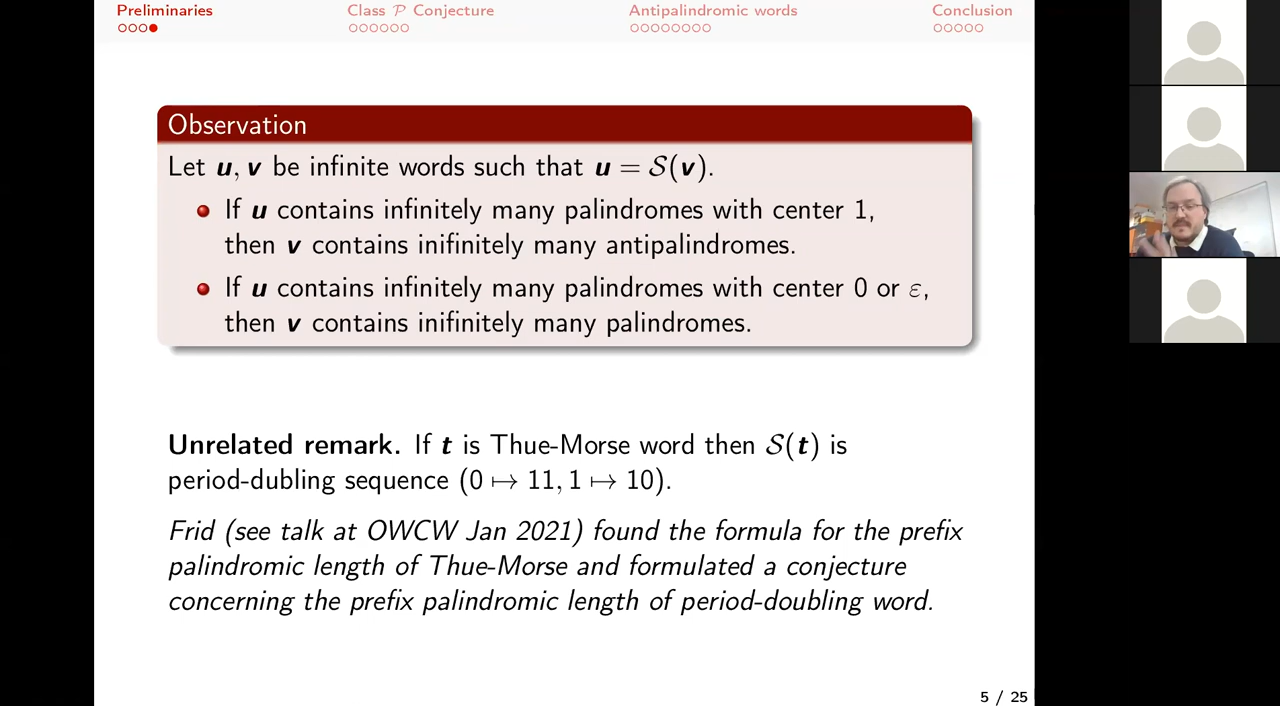 Preliminaries Class 𝒫 Conjecture Antipalindromic words Conclusion
Observation
Let u, v be infinite words such that u = 𝒮(v).
If u contains infinitely many palindromes with center 1,
then v contains inifinitely many antipalindromes.
If u contains infinitely many palindromes with center 0 or ε,
then v contains inifinitely many palindromes.
Unrelated remark. If t is Thue-Morse word then 𝒮(t) is
period-dubling sequence (0 ↦ 11, 1 ↦ 10).
Frid (see talk at OWCW Jan 2021) found the formula for the prefix
palindromic length of Thue-Morse and formulated a conjecture
concerning the prefix palindromic length of period-doubling word.
5 / 25